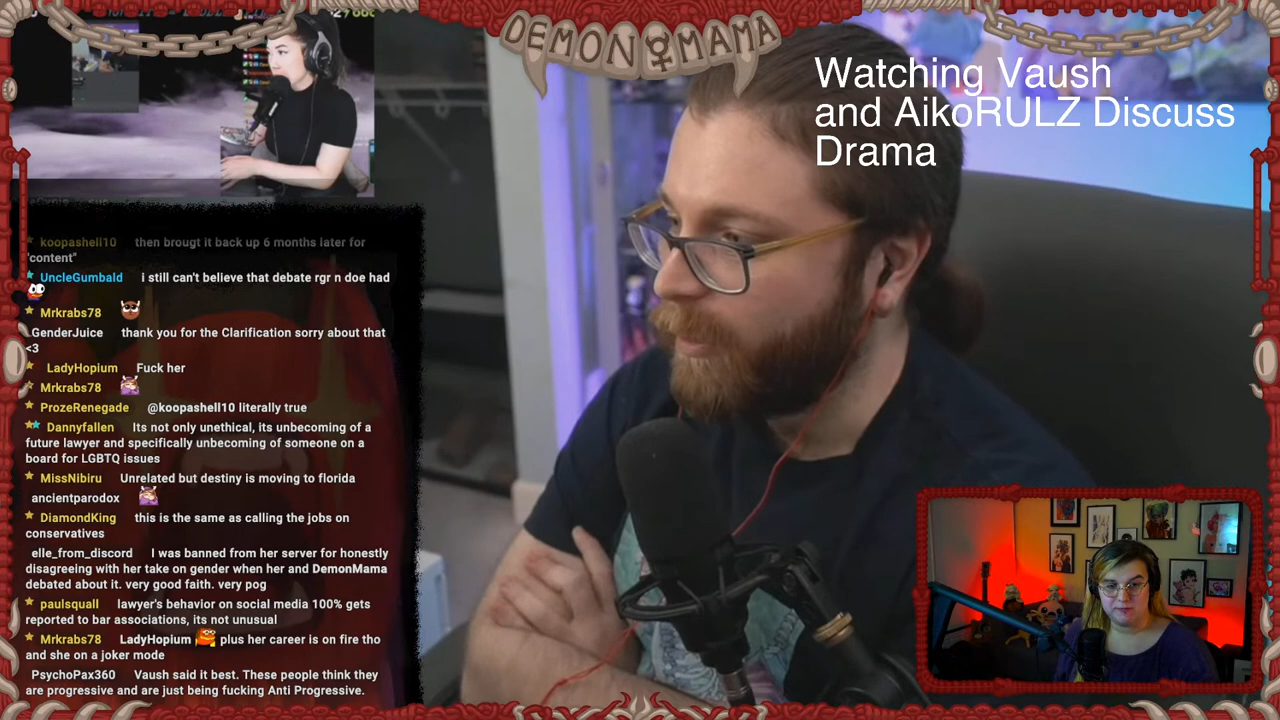 DEMON MAMA
Watching Vaush
and AikoRULZ Discuss
Drama
koopashell10 then brougt it back up 6 months later for
"content"
UncleGumbald i still can't believe that debate rgr n doe had
Mrkrabs78
GenderJuice thank you for the Clarification sorry about that
<3
LadyHopium Fuck her
Mrkrabs78
ProzeRenegade @koopashell10 literally true
Dannyfallen Its not only unethical, its unbecoming of a
future lawyer and specifically unbecoming of someone on a
board for LGBTQ issues
MissNibiru Unrelated but destiny is moving to florida
ancientparodox
DiamondKing this is the same as calling the jobs on
conservatives
elle_from_discord I was banned from her server for honestly
disagreeing with her take on gender when her and DemonMama
debated about it. very good faith. very pog
paulsquall lawyer's behavior on social media 100% gets
reported to bar associations, its not unusual
Mrkrabs78 LadyHopium plus her career is on fire tho
and she on a joker mode
PsychoPax360 Vaush said it best. These people think they
are progressive and are just being fucking Anti Progressive.